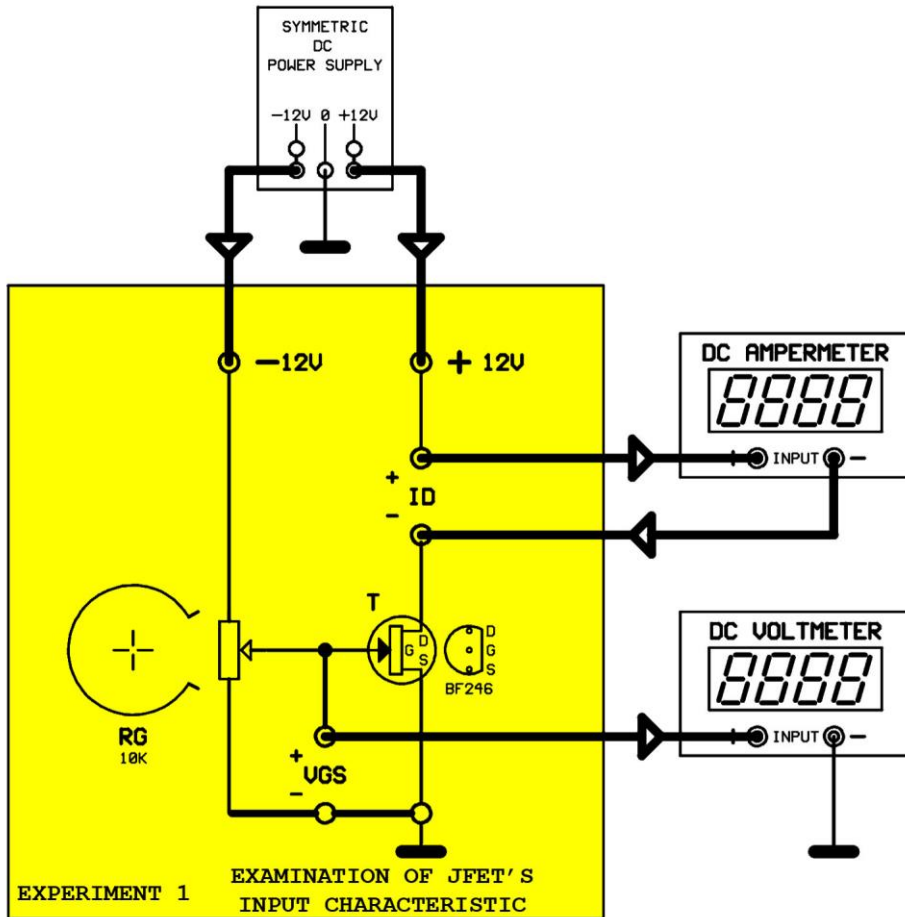 SYMMETRIC
DC
POWER SUPPLY
-12V 0 +12V
-12V
+ 12V
DC AMPERMETER
8888
+ INPUT -
+
ID
-
T
D
G
S
D
G
S
BF246
RG
10K
DC VOLTMETER
8888
+ INPUT -
+
VGS
-
EXPERIMENT 1
EXAMINATION OF JFET'S
INPUT CHARACTERISTIC